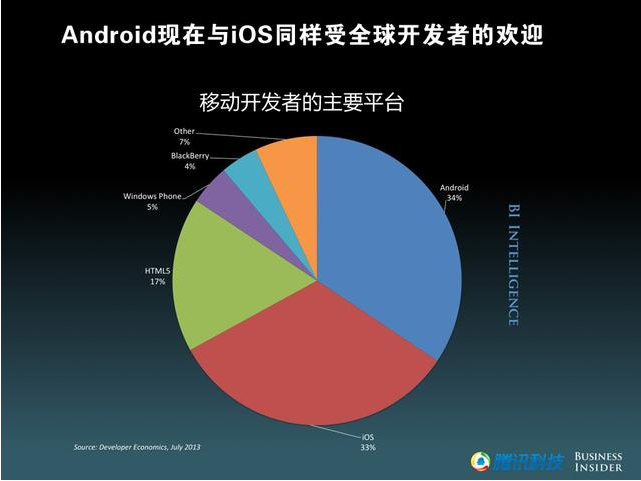 Android现在与iOS同样受全球开发者的欢迎
移动开发者的主要平台
Other
7%
BlackBerry
4%
Windows Phone
5%
HTML5
17%
Android
34%
iOS
33%
BI INTELLIGENCE
Source: Developer Economics, July 2013
腾讯科技
BUSINESS
INSIDER